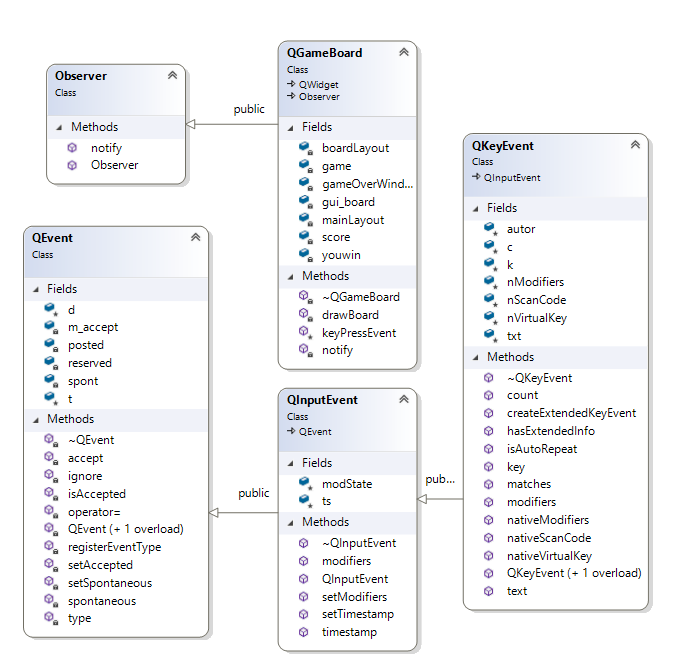 Observer
Class
Methods
notify
Observer
public
QGameBoard
Class
QWidget
Observer
Fields
boardLayout
game
gameOverWind...
gui_board
mainLayout
score
youwin
Methods
~QGameBoard
drawBoard
keyPressEvent
notify
QKeyEvent
Class
QInputEvent
Fields
autor
c
k
nModifiers
nScanCode
nVirtualKey
txt
Methods
~QKeyEvent
count
createExtendedKeyEvent
hasExtendedInfo
isAutoRepeat
key
matches
modifiers
nativeModifiers
nativeScanCode
nativeVirtualKey
QKeyEvent (+ 1 overload)
text
QEvent
Class
Fields
d
m_accept
posted
reserved
spont
t
Methods
~QEvent
accept
ignore
isAccepted
operator=
QEvent (+ 1 overload)
registerEventType
setAccepted
setSpontaneous
spontaneous
type
public
QInputEvent
Class
QEvent
Fields
modState
ts
Methods
~QInputEvent
modifiers
QInputEvent
setModifiers
setTimestamp
timestamp
pub...